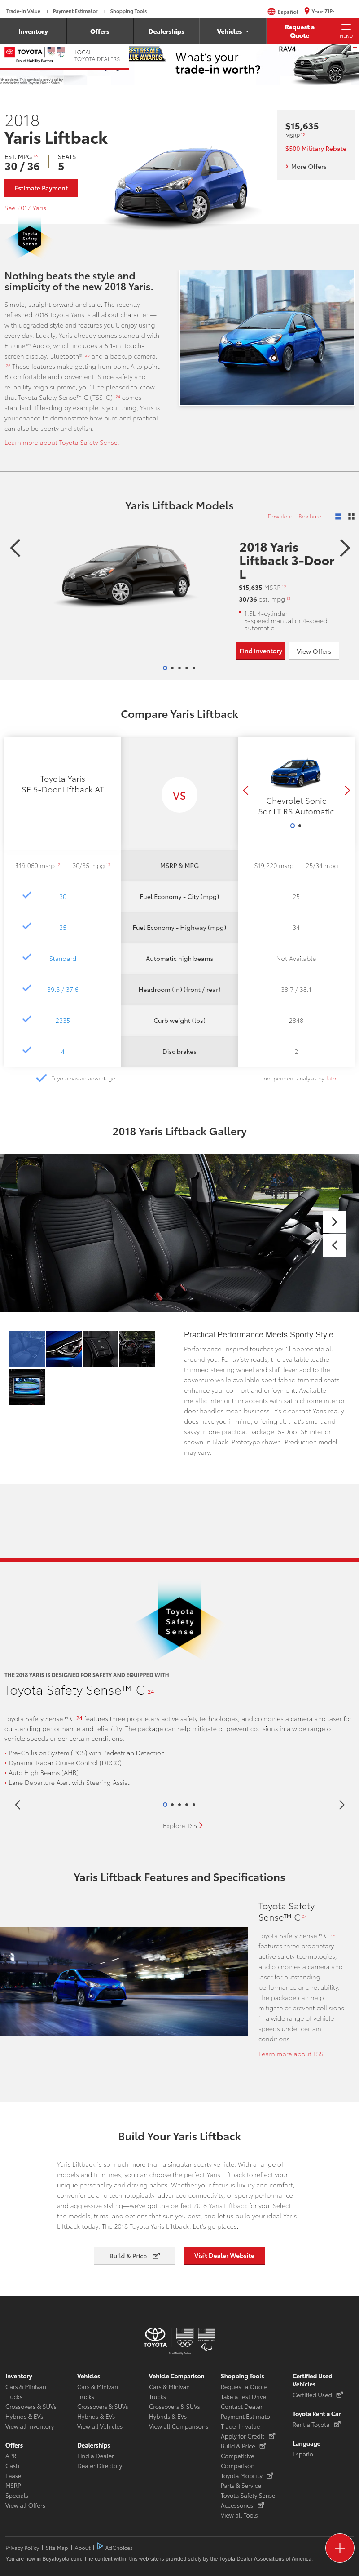 Trade-In Value | Payment Estimator | Shopping Tools
Español
Your ZIP:
Inventory
Offers
Dealerships
Vehicles
Request a Quote
MENU
TOYOTA
LOCAL
TOYOTA DEALERS
What's your
trade-in worth?
RAV4
2018
Yaris Liftback
EST. MPG 13
30 / 36
SEATS
5
Estimate Payment
See 2017 Yaris
$15,635
MSRP 12
$500 Military Rebate
More Offers
Toyota
Safety
Sense
Nothing beats the style and
simplicity of the new 2018 Yaris.
Simple, straightforward and safe. The recently
refreshed 2018 Toyota Yaris is all about character —
with upgraded style and features you'll enjoy using
every day. Luckily, Yaris already comes standard with
Entune™ Audio, which includes a 6.1-in. touch-
screen display, Bluetooth® 22 and a backup camera.
These features make getting from point A to point
B comfortable and convenient. Since safety and
reliability reign supreme, you'll be pleased to know
that Toyota Safety Sense™ C (TSS-C) 24 comes
standard. If leading by example is your thing, Yaris is
your chance to demonstrate how pure and practical
can also be sporty and stylish.
Learn more about Toyota Safety Sense.
Yaris Liftback Models
Download eBrochure
2018 Yaris
Liftback 3-Door
L
$15,635 MSRP 12
30/36 est. mpg 13
1.5L 4-cylinder
5-speed manual or 4-speed
automatic
Find Inventory
View Offers
Compare Yaris Liftback
Toyota Yaris
SE 5-Door Liftback AT
VS
Chevrolet Sonic
5dr LT RS Automatic
$19,060 msrp 12 30/35 mpg 13 MSRP & MPG $19,220 msrp 25/34 mpg
30 Fuel Economy - City (mpg) 25
35 Fuel Economy - Highway (mpg) 34
Standard Automatic high beams Not Available
39.3 / 37.6 Headroom (in) (front / rear) 38.7 / 38.1
2335 Curb weight (lbs) 2848
4 Disc brakes 2
Toyota has an advantage
Independent analysis by Jato
2018 Yaris Liftback Gallery
Practical Performance Meets Sporty Style
Performance-inspired touches you'll appreciate all
around you. For twisty roads, the available leather-
trimmed steering wheel and shift lever add to the
adventure while available sport fabric-trimmed seats
enhance your comfort and enjoyment. Available
metallic interior trim accents with satin chrome interior
door handles mean business. It's clear that Yaris really
does have you in mind, offering all that's smart and
savvy in one practical package. 5-Door SE interior
shown in Black. Prototype shown. Production model
may vary.
Toyota
Safety
Sense
THE 2018 YARIS IS DESIGNED FOR SAFETY AND EQUIPPED WITH
Toyota Safety Sense™ C 24
Toyota Safety Sense™ C 24 features three proprietary active safety technologies, and combines a camera and laser for
outstanding performance and reliability. The package can help mitigate or prevent collisions in a wide range of
vehicle speeds under certain conditions.
• Pre-Collision System (PCS) with Pedestrian Detection
• Dynamic Radar Cruise Control (DRCC)
• Auto High Beams (AHB)
• Lane Departure Alert with Steering Assist
Explore TSS
Yaris Liftback Features and Specifications
Toyota Safety
Sense™ C 24
Toyota Safety Sense™ C 24
features three proprietary
active safety technologies,
and combines a camera and
laser for outstanding
performance and reliability.
The package can help
mitigate or prevent collisions
in a wide range of vehicle
speeds under certain
conditions.
Learn more about TSS.
Build Your Yaris Liftback
Yaris Liftback is so much more than a singular sporty vehicle. With a range of
models and trim lines, you can choose the perfect Yaris Liftback to reflect your
unique personality and driving habits. Whether your focus is luxury and comfort,
convenience and technologically-advanced connectivity, or sporty performance
and aggressive styling—we've got the perfect 2018 Yaris Liftback for you. Select
the models, trims, and options that suit you best, and let us build your ideal Yaris
Liftback today. The 2018 Toyota Yaris Liftback. Let's go places.
Build & Price
Visit Dealer Website
TOYOTA
Inventory
Cars & Minivan
Trucks
Crossovers & SUVs
Hybrids & EVs
View all Inventory
Offers
APR
Cash
Lease
MSRP
Specials
View all Offers
Vehicles
Cars & Minivan
Trucks
Crossovers & SUVs
Hybrids & EVs
View all Vehicles
Dealerships
Find a Dealer
Dealer Directory
Vehicle Comparison
Cars & Minivan
Trucks
Crossovers & SUVs
Hybrids & EVs
View all Comparisons
Shopping Tools
Request a Quote
Take a Test Drive
Contact Dealer
Payment Estimator
Trade-In value
Apply for Credit
Build & Price
Competitive
Comparison
Toyota Mobility
Parts & Service
Toyota Safety Sense
Accessories
View all Tools
Certified Used
Vehicles
Certified Used
Toyota Rent a Car
Rent a Toyota
Language
Español
Privacy Policy | Site Map | About | AdChoices
You are now in Buyatoyota.com. The content within this web site is provided solely by the Toyota Dealer Associations of America.